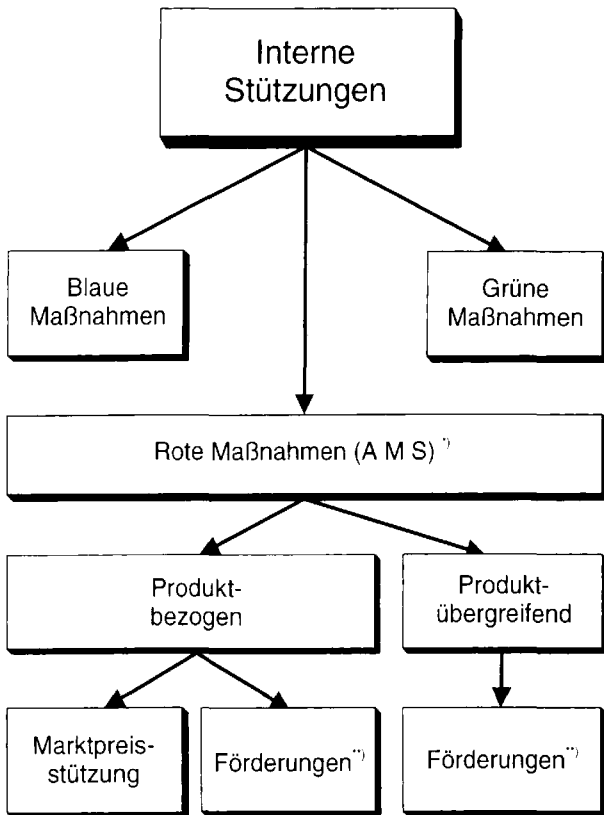 Interne
Stützungen
Blaue
Maßnahmen
Grüne
Maßnahmen
Rote Maßnahmen (A M S) *)
Produkt-
bezogen
Produkt-
übergreifend
Marktpreis-
stützung
Förderungen**)
Förderungen**)